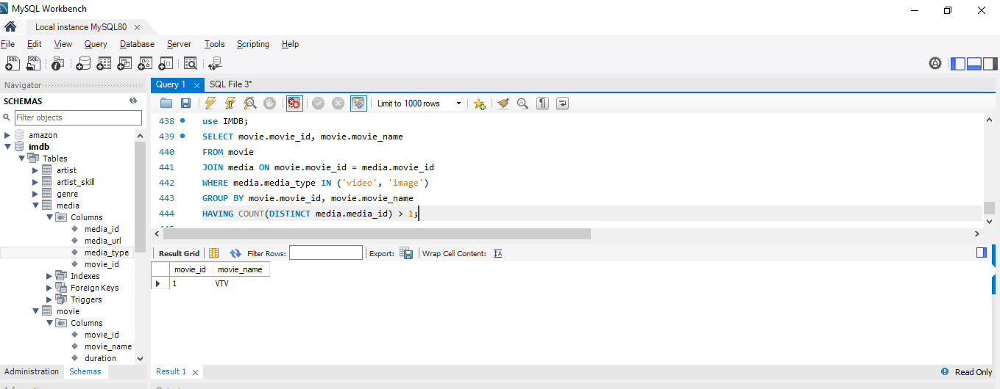 MySQL Workbench
Local instance MySQL80
File Edit View Query Database Server Tools Scripting Help
Navigator
SCHEMAS
Filter objects
amazon
imdb
Tables
artist
artist_skill
genre
media
Columns
media_id
media_url
media_type
movie_id
Indexes
Foreign Keys
Triggers
movie
Columns
movie_id
movie_name
duration
Administration Schemas
Query 1 SQL File 3*
Limit to 1000 rows
438 use IMDB;
439 SELECT movie.movie_id, movie.movie_name
440 FROM movie
441 JOIN media ON movie.movie_id = media.movie_id
442 WHERE media.media_type IN ('video', 'image')
443 GROUP BY movie.movie_id, movie.movie_name
444 HAVING COUNT(DISTINCT media.media_id) > 1;
Result Grid Filter Rows: Export: Wrap Cell Content:
movie_id movie_name
1 VTV
Result 1
Read Only